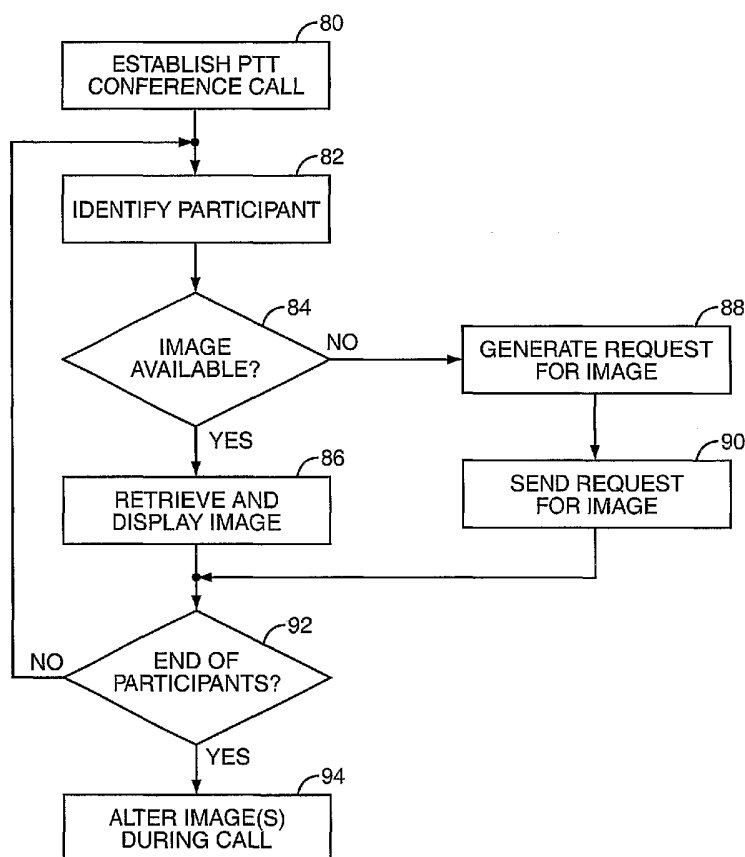 80
ESTABLISH PTT
CONFERENCE CALL
82
IDENTIFY PARTICIPANT
84
IMAGE
AVAILABLE?
NO
YES
88
GENERATE REQUEST
FOR IMAGE
86
RETRIEVE AND
DISPLAY IMAGE
90
SEND REQUEST
FOR IMAGE
92
END OF
PARTICIPANTS?
NO
YES
94
ALTER IMAGE(S)
DURING CALL